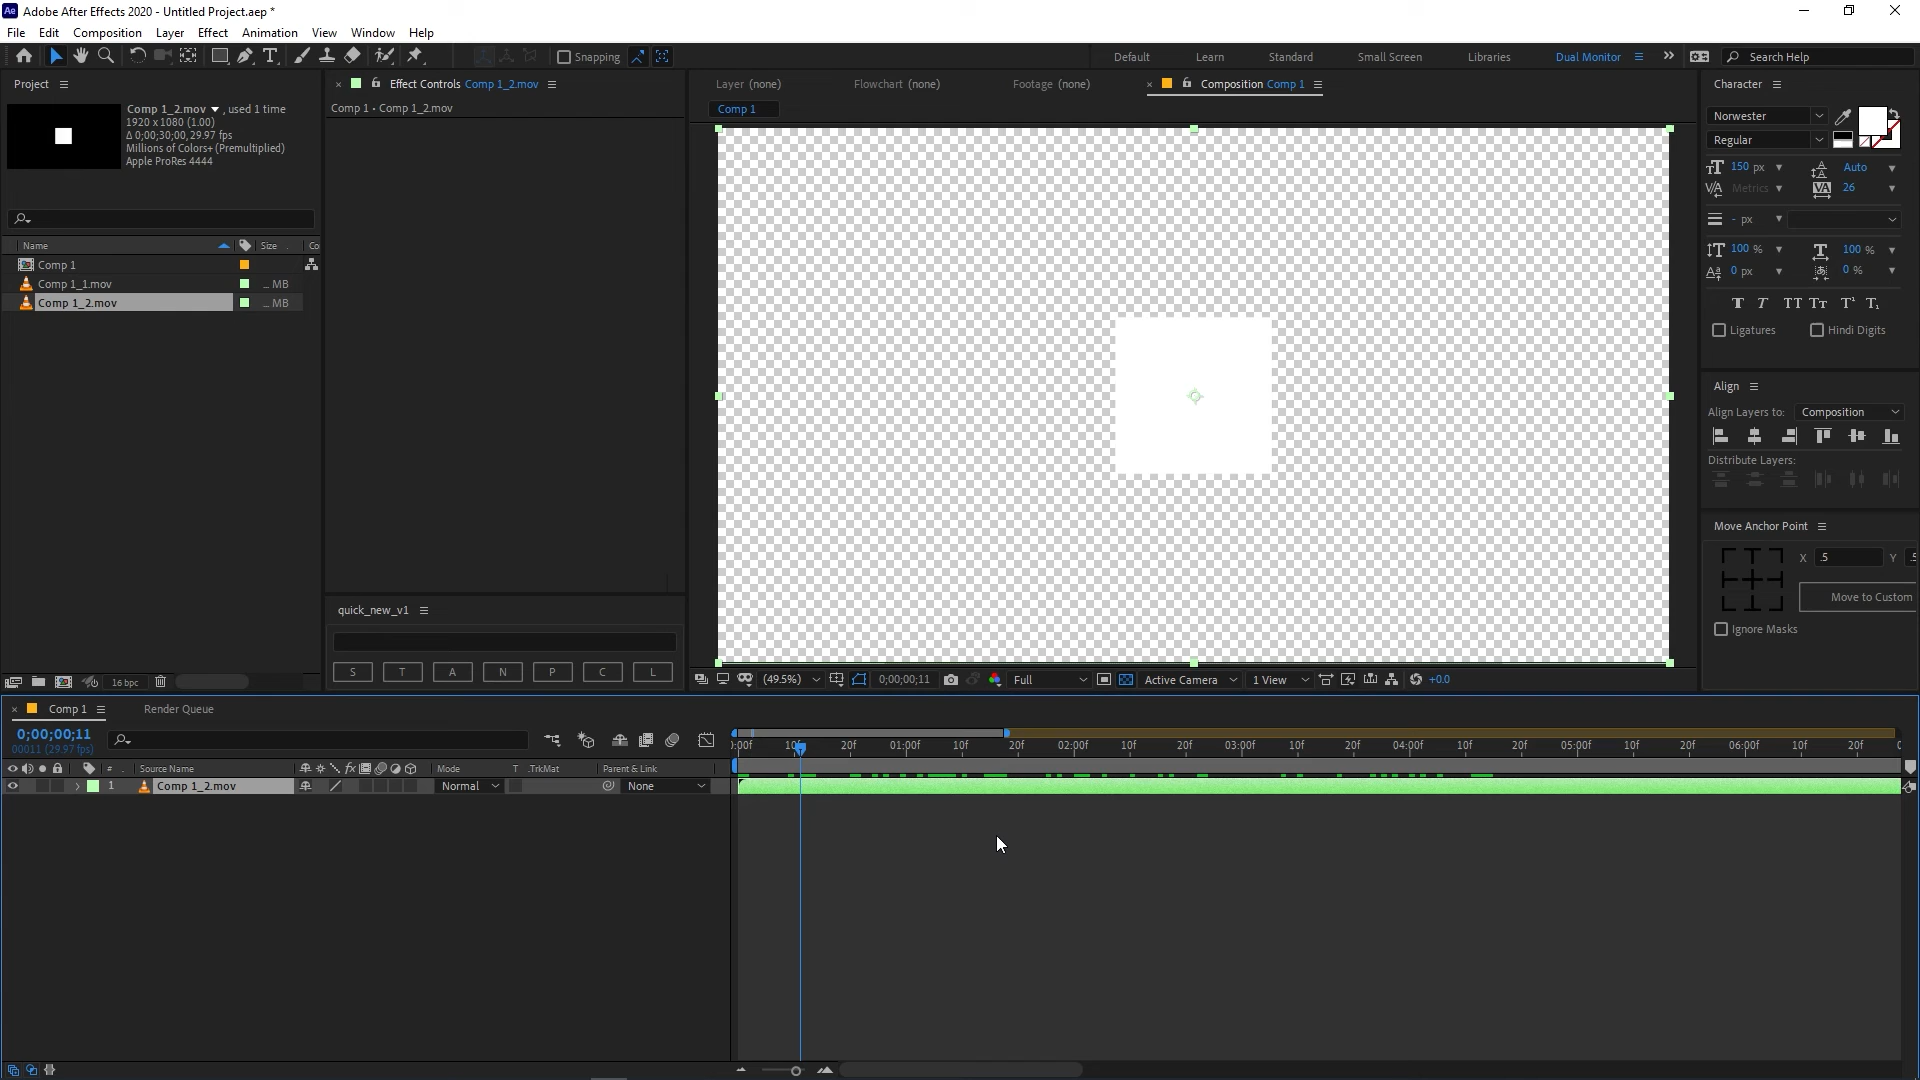 Ae Adobe After Effects 2020 - Untitled Project.aep *
File Edit Composition Layer Effect Animation View Window Help
Snapping
Default Learn Standard Small Screen Libraries Dual Monitor Search Help
Project
Comp 1_2.mov , used 1 time
1920 x 1080 (1.00)
Δ 0;00;30;00, 29.97 fps
Millions of Colors+ (Premultiplied)
Apple ProRes 4444
Name Size Co
Comp 1
Comp 1_1.mov ... MB
Comp 1_2.mov ... MB
16 bpc
Effect Controls Comp 1_2.mov
Comp 1 • Comp 1_2.mov
quick_new_v1
S T A N P C L
Layer (none) Flowchart (none) Footage (none) Composition Comp 1
Comp 1
(49.5%) 0;00;00;11 Full Active Camera 1 View +0.0
Character
Norwester
Regular
150 px Auto
Metrics 26
- px
100 % 100 %
0 px 0 %
T T TT Tт T¹ T₁
Ligatures Hindi Digits
Align
Align Layers to: Composition
Distribute Layers:
Move Anchor Point
X .5 Y .5
Move to Custom
Ignore Masks
Comp 1 Render Queue
0;00;00;11
00011 (29.97 fps)
):00f 10f 20f 01:00f 10f 20f 02:00f 10f 20f 03:00f 10f 20f 04:00f 10f 20f 05:00f 10f 20f 06:00f 10f 20f
# Source Name fx Mode T .TrkMat Parent & Link
1 Comp 1_2.mov Normal None